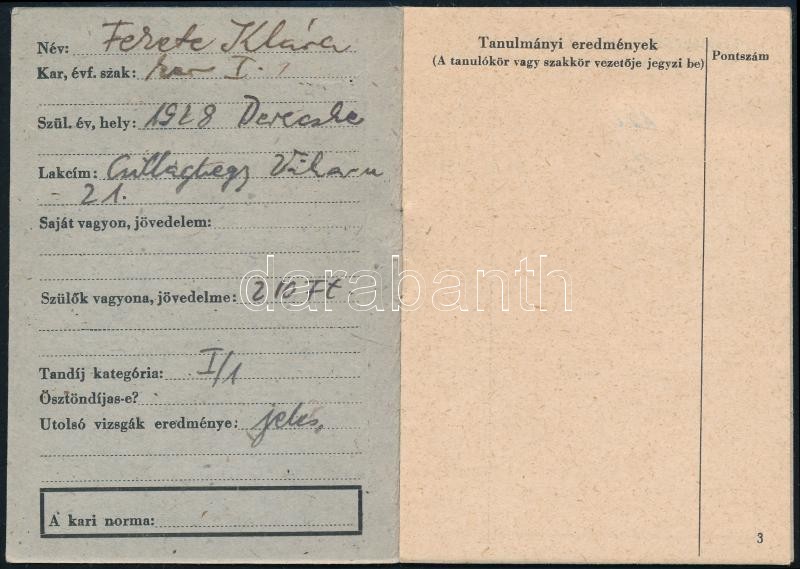 Név: Fekete Klára
Kar, évf. szak: I.
Szül. év, hely: 1928 Derecske
Lakcím: Csillaghegy Vihar u
21.
Saját vagyon, jövedelem:
Szülők vagyona, jövedelme: 210 Ft
Tandíj kategória: I/1
Ösztöndíjas-e?
Utolsó vizsgák eredménye: jeles,
A kari norma:
Tanulmányi eredmények
(A tanulókör vagy szakkör vezetője jegyzi be)
Pontszám
3
darabanth